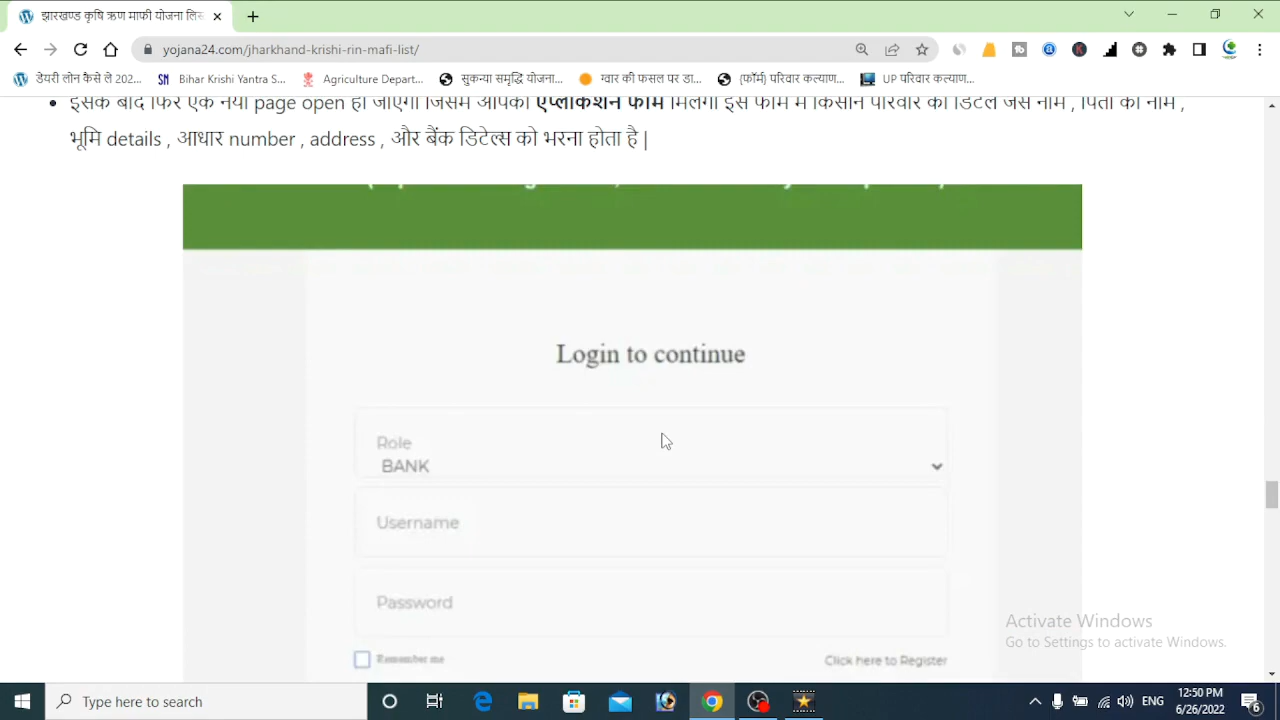 झारखण्ड कृषि ऋण माफी योजना लिस
yojana24.com/jharkhand-krishi-rin-mafi-list/
डेयरी लोन कैसे ले 202...
Bihar Krishi Yantra S...
Agriculture Depart...
सुकन्या समृद्धि योजना...
ग्वार की फसल पर डा...
(फॉर्म) परिवार कल्याण...
UP परिवार कल्याण...
इसके बाद फिर एक नया page open हो जाएगा जिसमे आपको एप्लीकेशन फॉर्म मिलेगा इस फॉर्म में किसान परिवार की डिटेल जैसे नाम , पिता का नाम ,
भूमि details , आधार number , address , और बैंक डिटेल्स को भरना होता है |
Login to continue
Role
BANK
Username
Password
Remember me
Click here to Register
Activate Windows
Go to Settings to activate Windows.
Type here to search
ENG
12:50 PM
6/26/2022
6